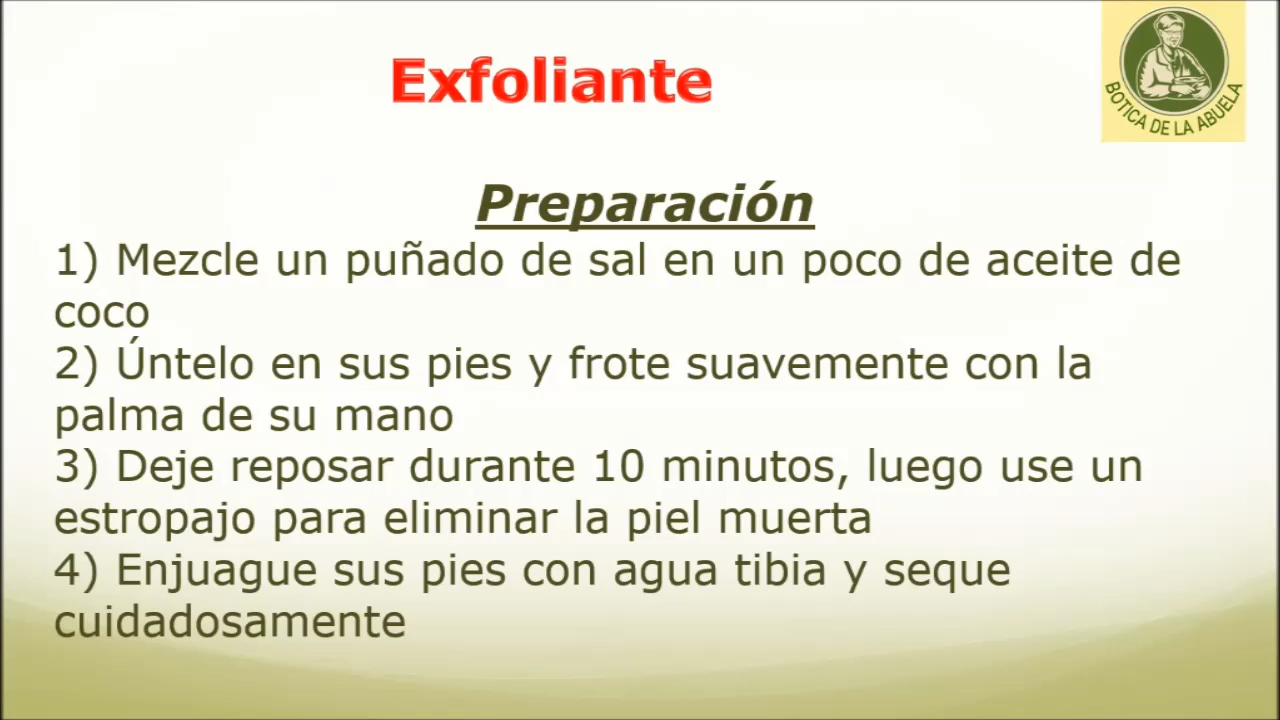 Exfoliante
BOTICA DE LA ABUELA
Preparación
1) Mezcle un puñado de sal en un poco de aceite de
coco
2) Úntelo en sus pies y frote suavemente con la
palma de su mano
3) Deje reposar durante 10 minutos, luego use un
estropajo para eliminar la piel muerta
4) Enjuague sus pies con agua tibia y seque
cuidadosamente